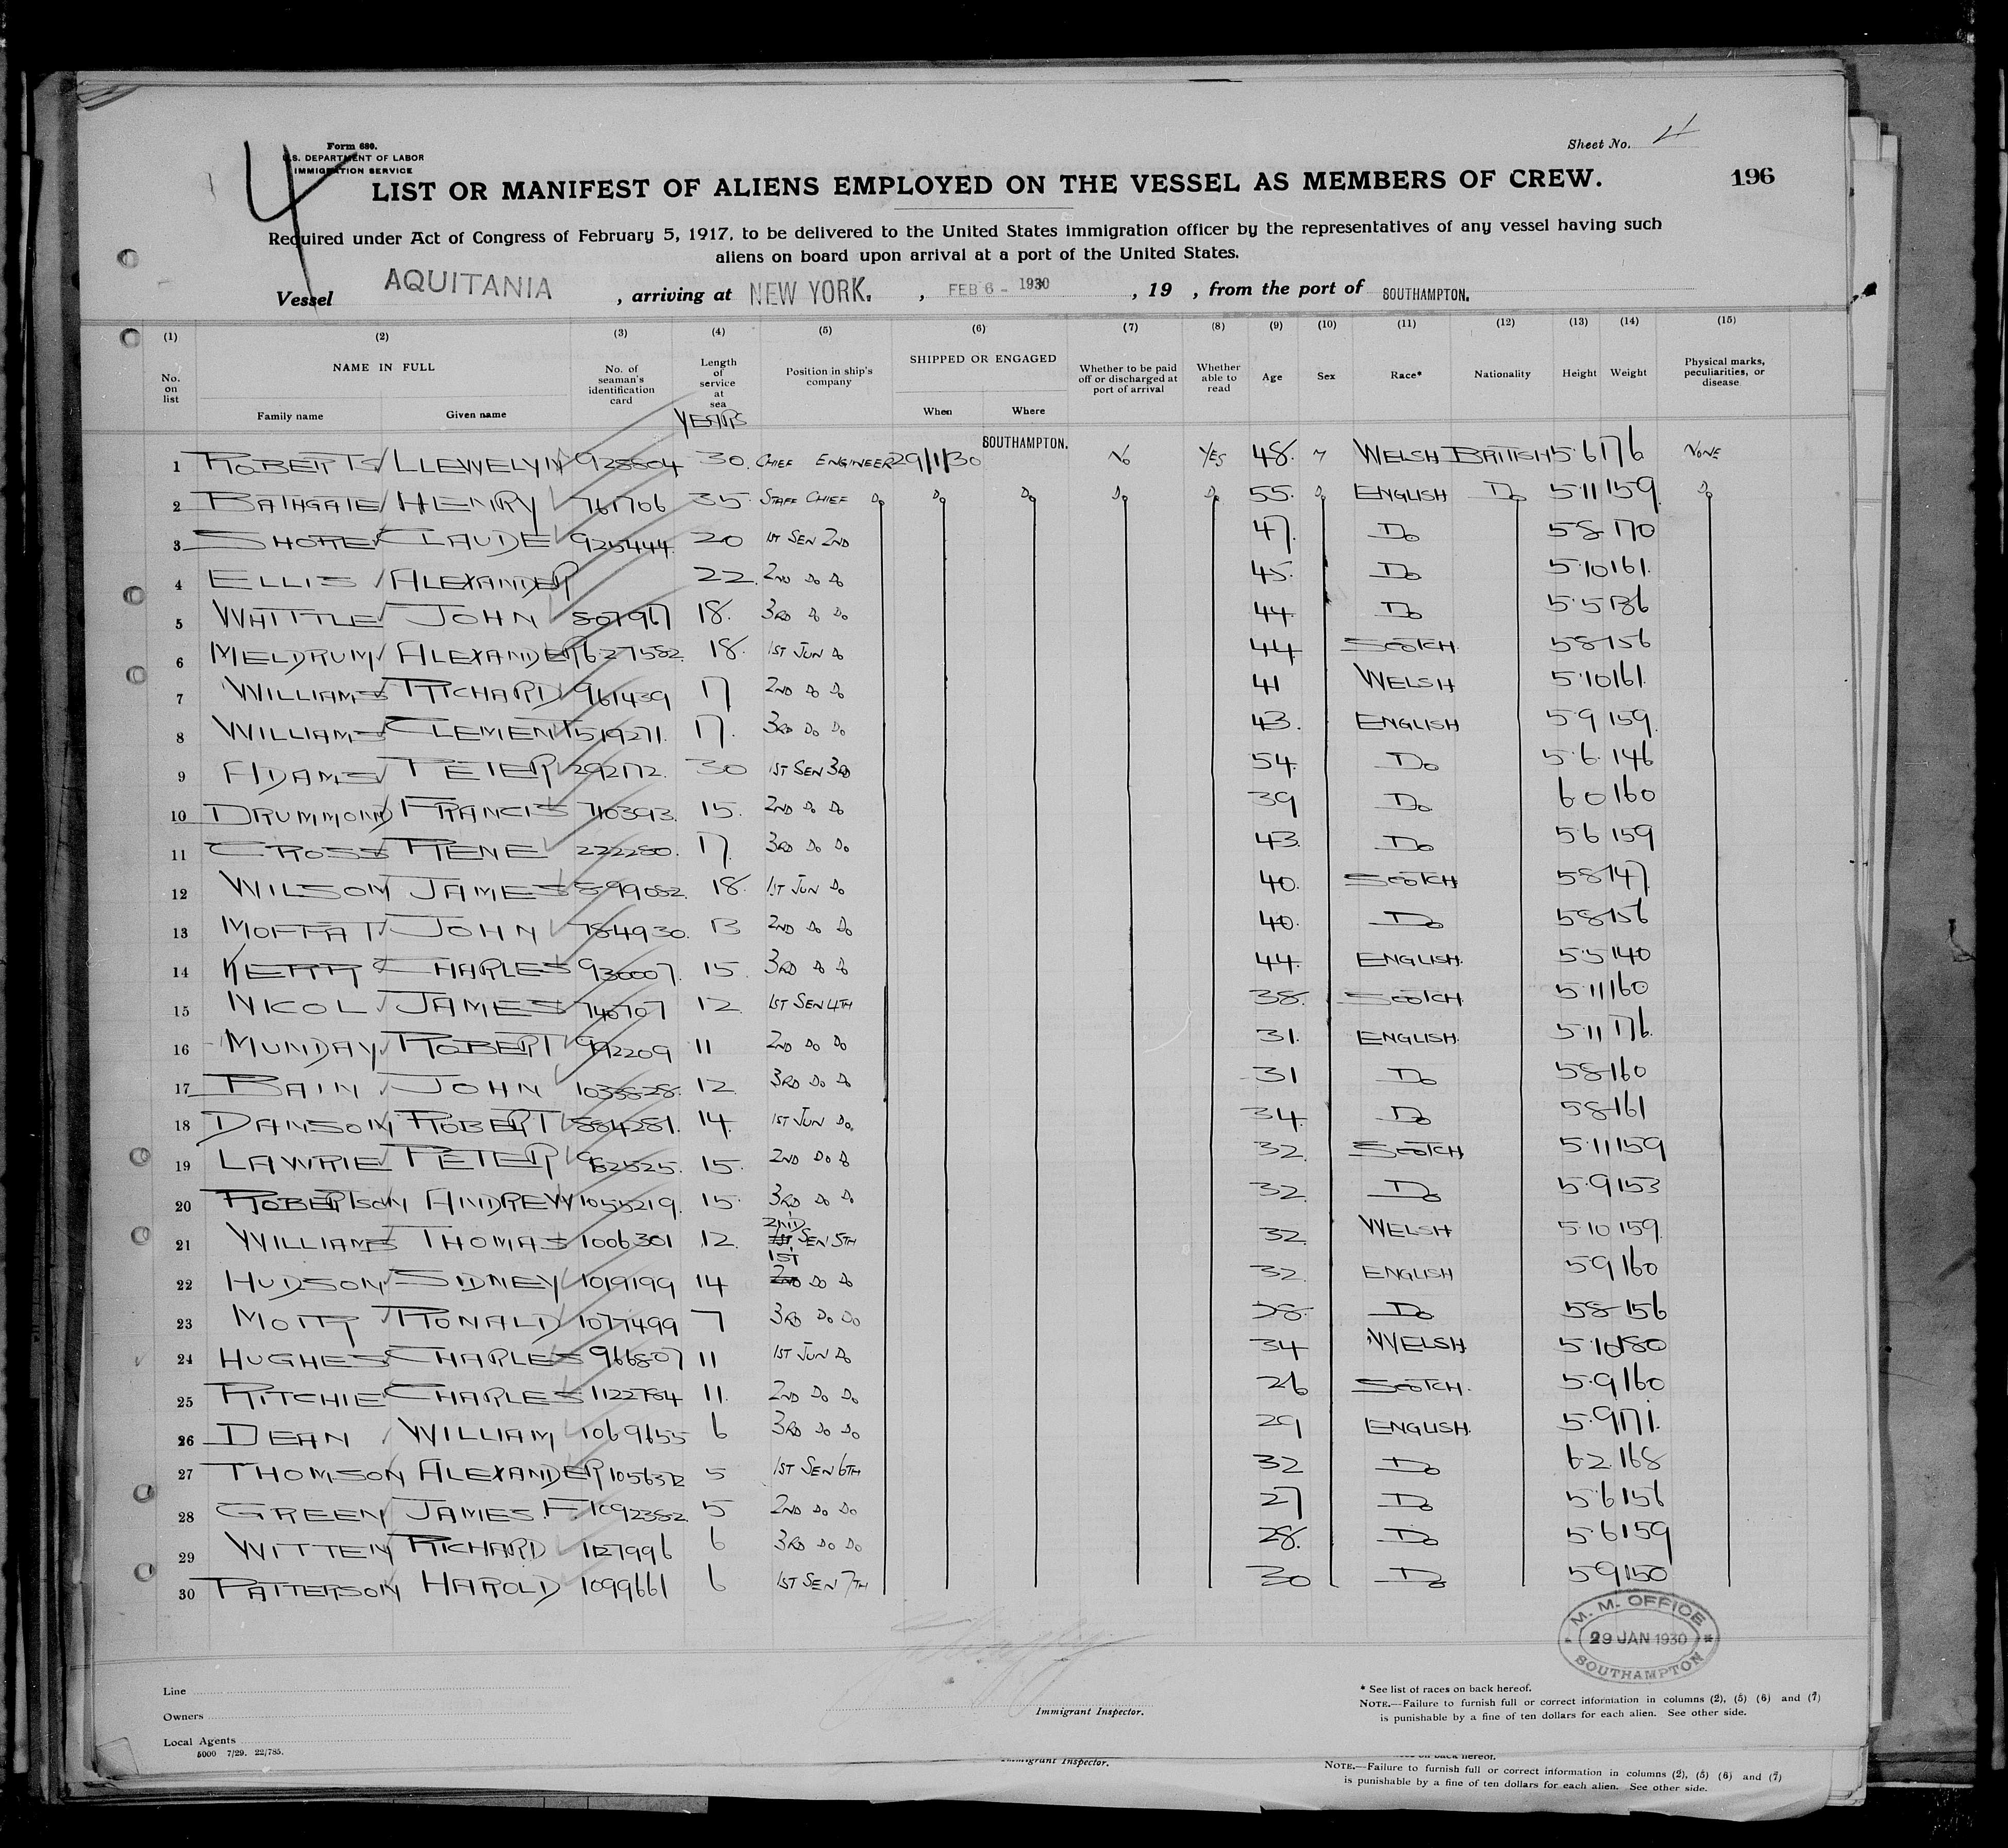 4
Form 680.
U.S. DEPARTMENT OF LABOR
IMMIGRATION SERVICE
Sheet No. 4
LIST OR MANIFEST OF ALIENS EMPLOYED ON THE VESSEL AS MEMBERS OF CREW.
196
Required under Act of Congress of February 5, 1917, to be delivered to the United States immigration officer by the representatives of any vessel having such
aliens on board upon arrival at a port of the United States.
Vessel AQUITANIA, arriving at NEW YORK., FEB 6 - 1930, 19 , from the port of SOUTHAMPTON.
(1) (2) (3) (4) (5) (6) (7) (8) (9) (10) (11) (12) (13) (14) (15)
No. on list NAME IN FULL Family name Given name No. of seaman's identification card Length of service at sea YEARS Position in ship's company SHIPPED OR ENGAGED When Where Whether to be paid off or discharged at port of arrival Whether able to read Age Sex Race* Nationality Height Weight Physical marks, peculiarities, or disease
1 ROBERTS LLEWELYN 928504 30. CHIEF ENGINEER 29/1/30 SOUTHAMPTON. No YES 48. M WELSH BRITISH 5.6 176 NONE
2 BATHGATE HENRY 761706 35. STAFF CHIEF Do Do Do Do Do 55. Do ENGLISH Do 5.11 159. Do
3 SHORE CLAUDE 925444. 20 1ST SEN 2ND 47. Do 5.8 170
4 ELLIS ALEXANDER 22. 2ND Do Do 45. Do 5.10 161.
5 WHITTLE JOHN 507967 18. 3RD Do Do 44 Do 5.5 136
6 MELDRUM ALEXANDER 627582 18. 1ST JUN Do 44 SCOTCH. 5.8 156
7 WILLIAMS RICHARD 961439 17 2ND Do Do 41 WELSH 5.10 161.
8 WILLIAMS CLEMENT 519271. 17. 3RD Do Do 43. ENGLISH 5.9 159.
9 ADAMS PETER 292172. 30 1ST SEN 3RD 54. Do 5.6. 146
10 DRUMMOND FRANCIS 710393. 15. 2ND Do Do 39 Do 6 0 160
11 CROSS RENE 222280. 17. 3RD Do Do 43. Do 5.6 159
12 WILSON JAMES 599082. 18. 1ST JUN Do 40. SCOTCH 5.8 147
13 MOFFAT JOHN 784930. 13 2ND Do Do 40. Do 5.8 156
14 KERR CHARLES 930007. 15. 3RD Do Do 44. ENGLISH. 5.5 140
15 NICOL JAMES 740707 12 1ST SEN 4TH 38. SCOTCH 5.11 160
16 MUNDAY ROBERT 992209 11 2ND Do Do 31. ENGLISH. 5.11 176.
17 BAIN JOHN 1035828. 12 3RD Do Do 31 Do 5.8 160
18 DANSON ROBERT 884281. 14. 1ST JUN Do. 34. Do 5.8 161
19 LAWRIE PETER 982525. 15. 2ND Do Do 32. SCOTCH 5.11 159
20 ROBERTSON ANDREW 1055219. 15. 3RD Do Do 32. Do 5.9 153
21 WILLIAMS THOMAS 1006301 12. 2ND 1ST SEN 5TH 32. WELSH 5.10 159.
22 HUDSON SIDNEY 1019199 14 1ST 2ND Do Do 32. ENGLISH 5.9 160
23 MOTT RONALD 1077499 7 3RD Do Do 28. Do 5.8 156
24 HUGHES CHARLES 966807 11 1ST JUN Do 34 WELSH 5.10 180
25 RITCHIE CHARLES 1122764 11. 2ND Do Do 26 SCOTCH. 5.9 160
26 DEAN WILLIAM 1069655 6 3RD Do Do 29 ENGLISH. 5.9 171.
27 THOMSON ALEXANDER 1056372 5 1ST SEN 6TH 32 Do 6.2. 168
28 GREEN JAMES. F. 1092382. 5 2ND Do Do 27 Do 5.6 156
29 WITTEN RICHARD 1127996 6 3RD Do Do 28. Do 5.6 159
30 PATTERSON HAROLD 1099661 6 1ST SEN 7TH 30 Do 5.9 150
M. M. OFFICE
29 JAN 1930
SOUTHAMPTON
Line
Owners
Local Agents
5000 7/29. 22/785.
Immigrant Inspector.
* See list of races on back hereof.
NOTE.—Failure to furnish full or correct information in columns (2), (5) (6) and (7)
is punishable by a fine of ten dollars for each alien. See other side.
Immigrant Inspector.
on back hereof.
NOTE.—Failure to furnish full or correct information in columns (2), (5) (6) and (7)
is punishable by a fine of ten dollars for each alien. See other side.